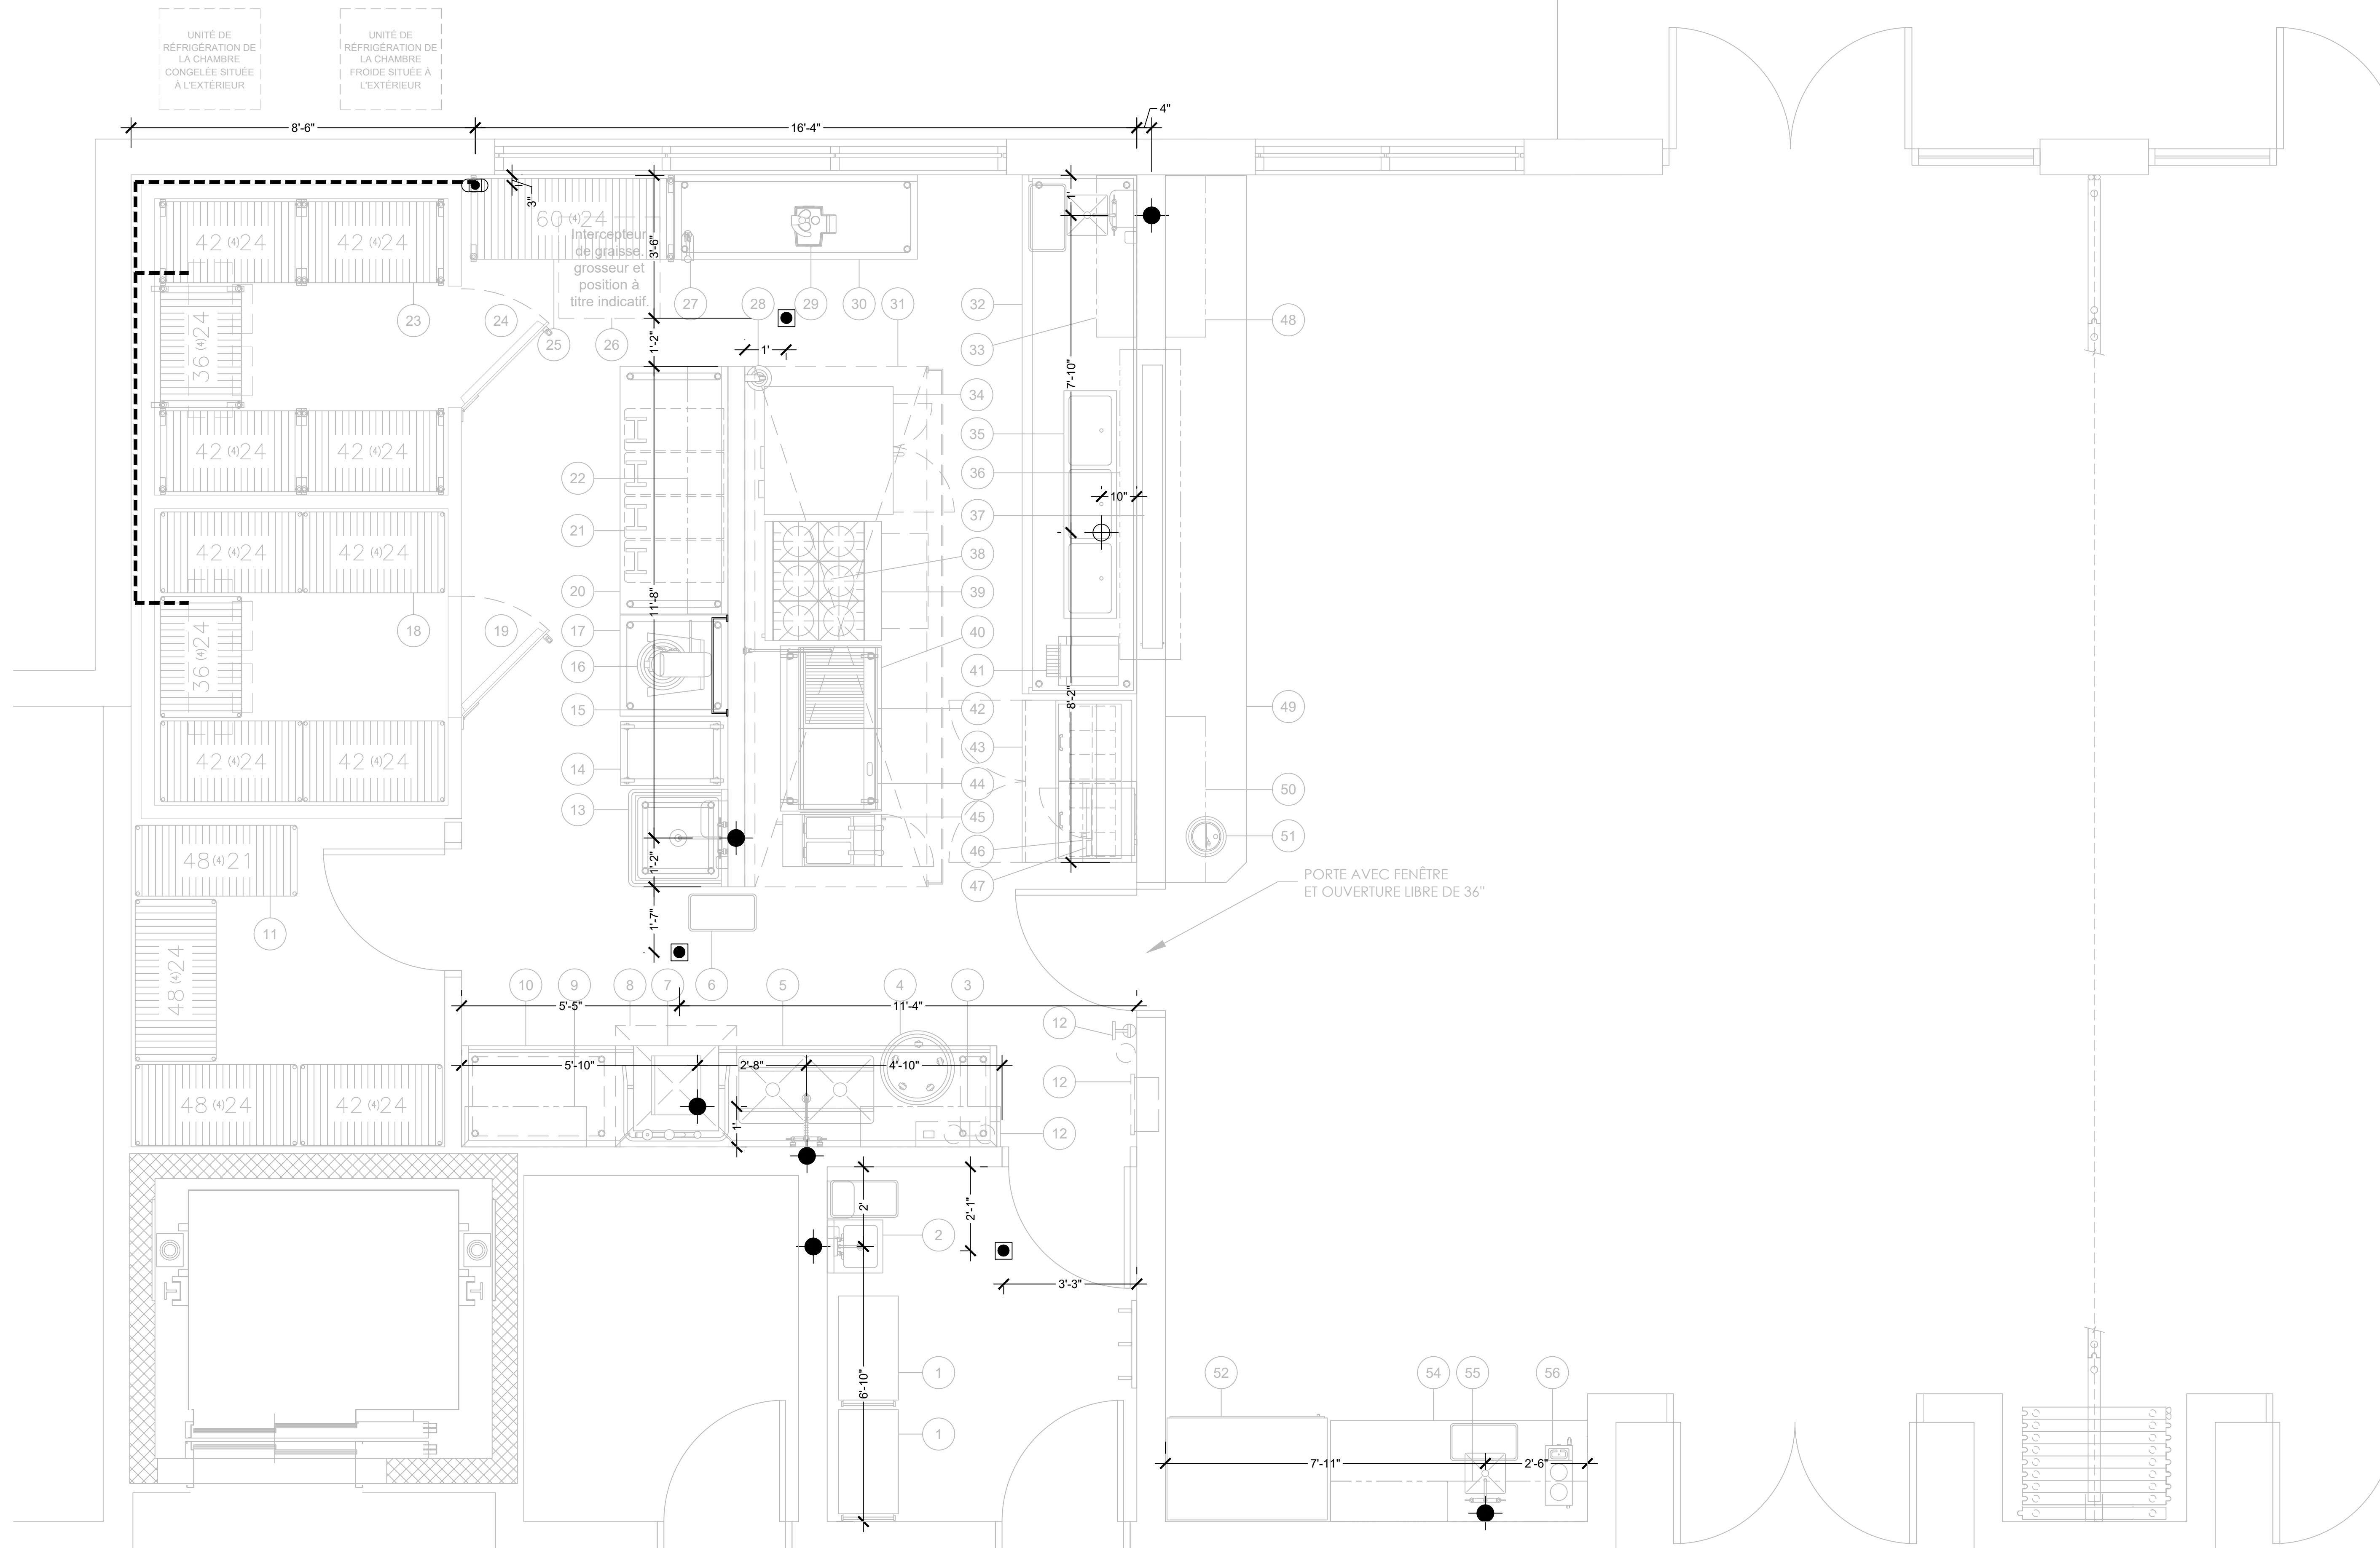 UNITÉ DE
RÉFRIGÉRATION DE
LA CHAMBRE
CONGELÉE SITUÉE
À L'EXTÉRIEUR
UNITÉ DE
RÉFRIGÉRATION DE
LA CHAMBRE
FROIDE SITUÉE À
L'EXTÉRIEUR
4"
8'-6"
16'-4"
3"
1'
60 (4) 24
42 (4) 24
42 (4) 24
Intercepteur
de graisse.
grosseur et
position à
titre indicatif.
3'-6"
23
24
25
26
27
28
29
30
31
32
33
48
36 (4) 24
1'-2"
1'
7'-10"
34
35
42 (4) 24
42 (4) 24
22
36
10"
37
21
42 (4) 24
42 (4) 24
38
20
11'-8"
39
18
19
17
40
36 (4) 24
16
41
8'-2"
15
42
49
43
42 (4) 24
42 (4) 24
14
44
50
13
45
51
46
48 (4) 21
1'-2"
47
PORTE AVEC FENÊTRE
ET OUVERTURE LIBRE DE 36"
11
1'-7"
48 (4) 24
10
9
8
7
6
5
4
3
5'-5"
11'-4"
12
5'-10"
2'-8"
4'-10"
12
48 (4) 24
42 (4) 24
1'
12
2'
2'-1"
2
3'-3"
6'-10"
1
52
54
55
56
1
7'-11"
2'-6"